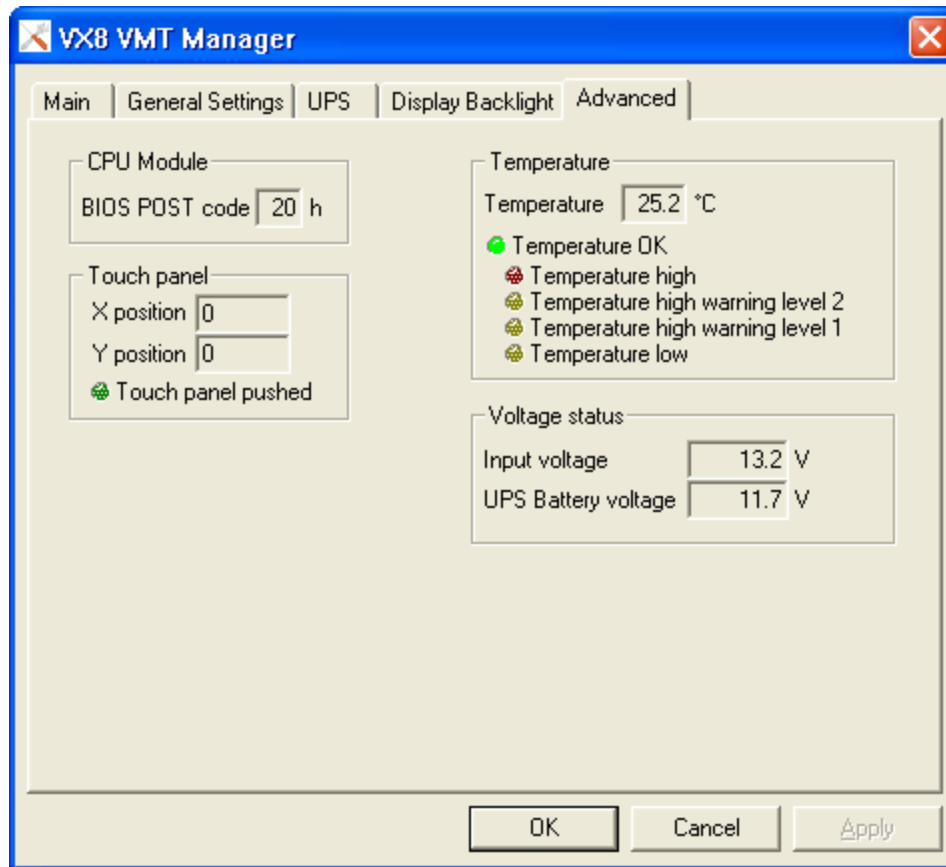 VX8 VMT Manager
Main General Settings UPS Display Backlight Advanced
CPU Module
BIOS POST code 20 h
Touch panel
X position 0
Y position 0
Touch panel pushed
Temperature
Temperature 25.2 °C
Temperature OK
Temperature high
Temperature high warning level 2
Temperature high warning level 1
Temperature low
Voltage status
Input voltage 13.2 V
UPS Battery voltage 11.7 V
OK Cancel Apply